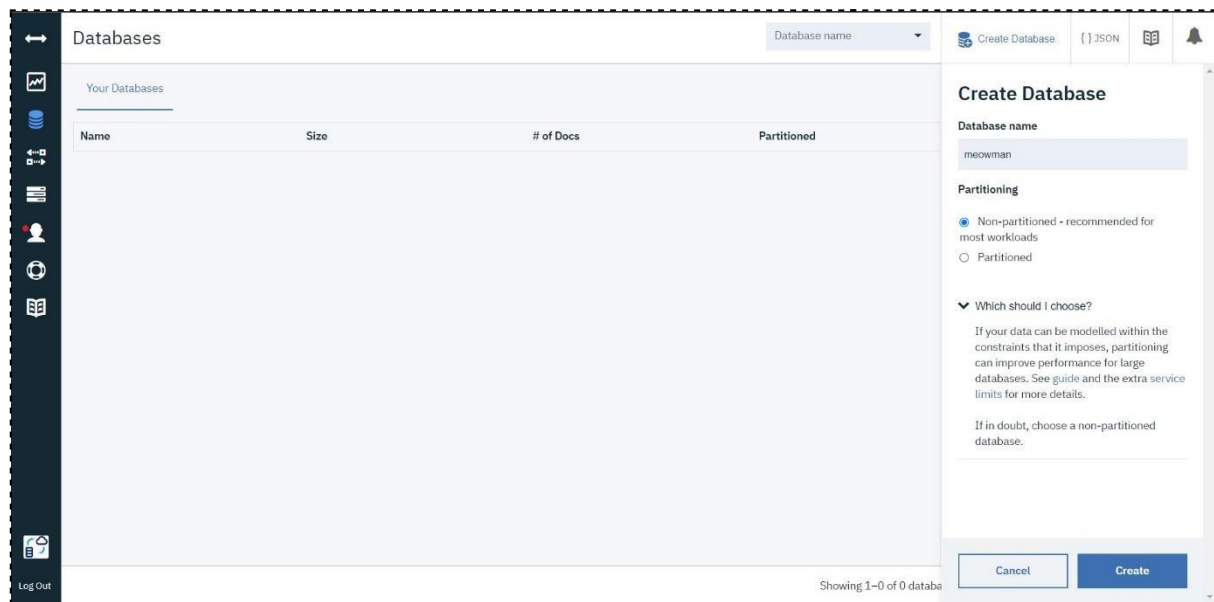 Databases
Database name
Create Database
{ } JSON
Your Databases
Name Size # of Docs Partitioned
Create Database
Database name
meowman
Partitioning
Non-partitioned - recommended for
most workloads
Partitioned
Which should I choose?
If your data can be modelled within the
constraints that it imposes, partitioning
can improve performance for large
databases. See guide and the extra service
limits for more details.
If in doubt, choose a non-partitioned
database.
Cancel
Create
Log Out
Showing 1–0 of 0 databa